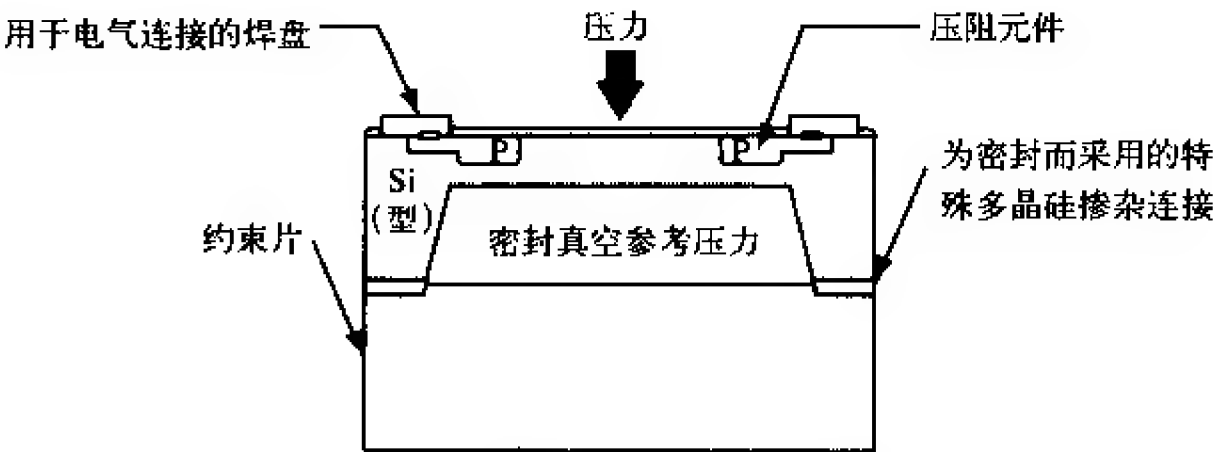 用于电气连接的焊盘
压力
压阻元件
P
P
Si
(型)
为密封而采用的特
殊多晶硅掺杂连接
约束片
密封真空参考压力